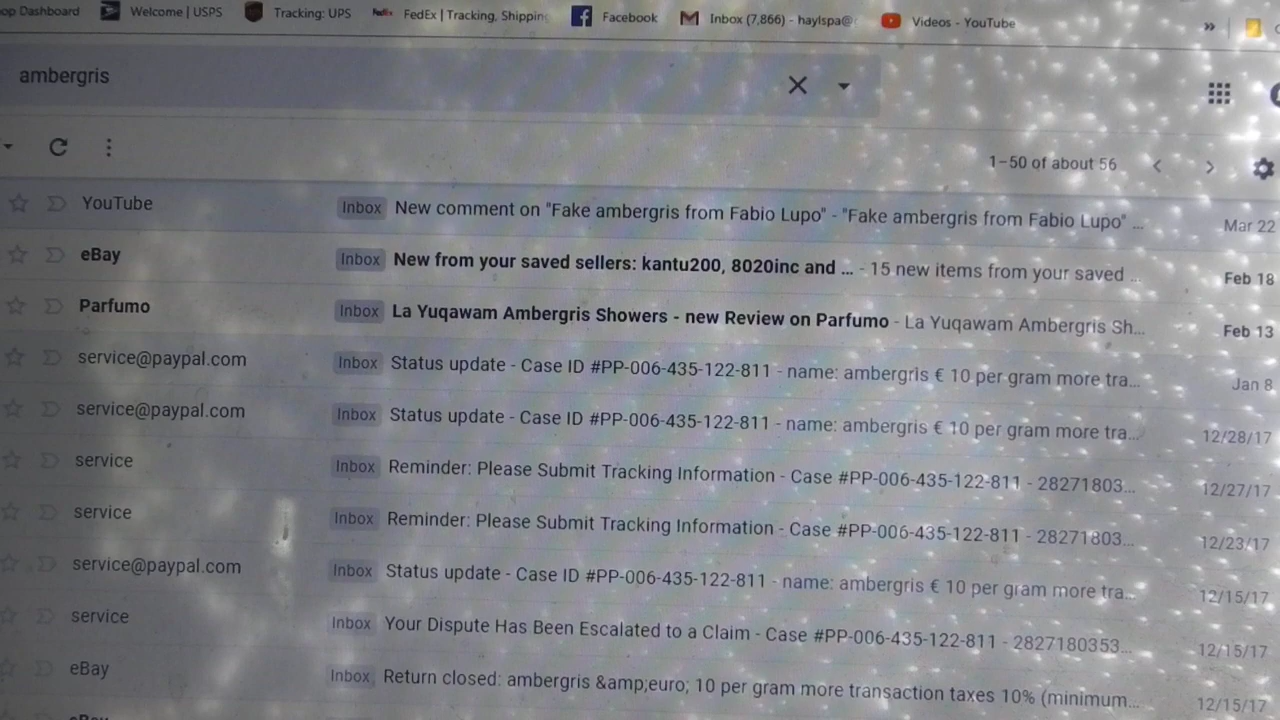 op Dashboard Welcome | USPS Tracking: UPS FedEx | Tracking, Shipping Facebook Inbox (7,866) - haylspa@ Videos - YouTube »
ambergris
1–50 of about 56
YouTube Inbox New comment on "Fake ambergris from Fabio Lupo" - "Fake ambergris from Fabio Lupo" ... Mar 22
eBay Inbox New from your saved sellers: kantu200, 8020inc and ... - 15 new items from your saved ... Feb 18
Parfumo Inbox La Yuqawam Ambergris Showers - new Review on Parfumo - La Yuqawam Ambergris Sh... Feb 13
service@paypal.com Inbox Status update - Case ID #PP-006-435-122-811 - name: ambergris € 10 per gram more tra... Jan 8
service@paypal.com Inbox Status update - Case ID #PP-006-435-122-811 - name: ambergris € 10 per gram more tra... 12/28/17
service Inbox Reminder: Please Submit Tracking Information - Case #PP-006-435-122-811 - 28271803... 12/27/17
service Inbox Reminder: Please Submit Tracking Information - Case #PP-006-435-122-811 - 28271803... 12/23/17
service@paypal.com Inbox Status update - Case ID #PP-006-435-122-811 - name: ambergris € 10 per gram more tra... 12/15/17
service Inbox Your Dispute Has Been Escalated to a Claim - Case #PP-006-435-122-811 - 2827180353... 12/15/17
eBay Inbox Return closed: ambergris &amp;euro; 10 per gram more transaction taxes 10% (minimum... 12/15/17
eBay